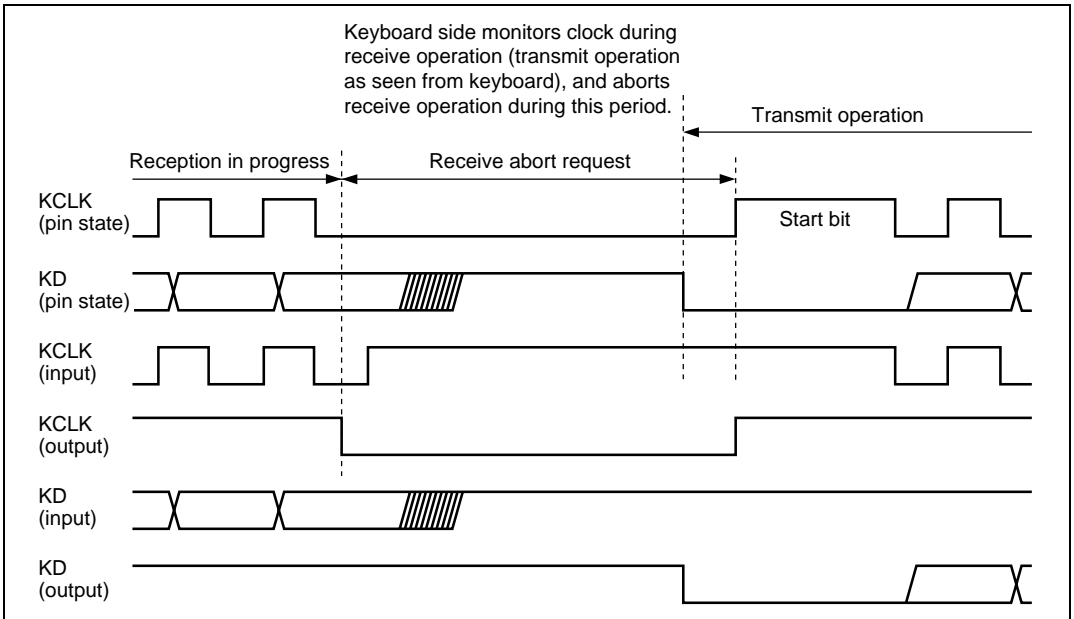 Keyboard side monitors clock during
receive operation (transmit operation
as seen from keyboard), and aborts
receive operation during this period.
Transmit operation
Reception in progress
Receive abort request
KCLK
(pin state)
Start bit
KD
(pin state)
KCLK
(input)
KCLK
(output)
KD
(input)
KD
(output)